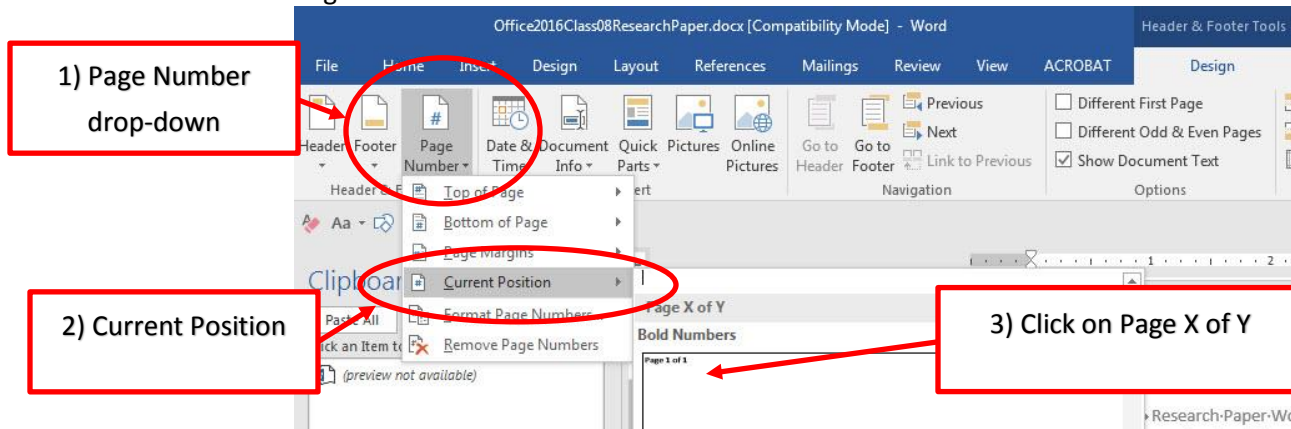 Office2016Class08ResearchPaper.docx [Compatibility Mode] - Word
Header & Footer Tools
File Home Insert Design Layout References Mailings Review View ACROBAT Design
1) Page Number
drop-down
Header Footer Page Number
Date & Time
Document Info
Quick Parts
Pictures
Online Pictures
Go to Header
Go to Footer
Previous
Next
Link to Previous
Different First Page
Different Odd & Even Pages
Show Document Text
Navigation
Options
Top of Page
Bottom of Page
Page Margins
Current Position
Format Page Numbers...
Remove Page Numbers
Aa
Paste All
(preview not available)
2) Current Position
1 2
Page X of Y
Bold Numbers
Page 1 of 1
3) Click on Page X of Y
Research·Paper·